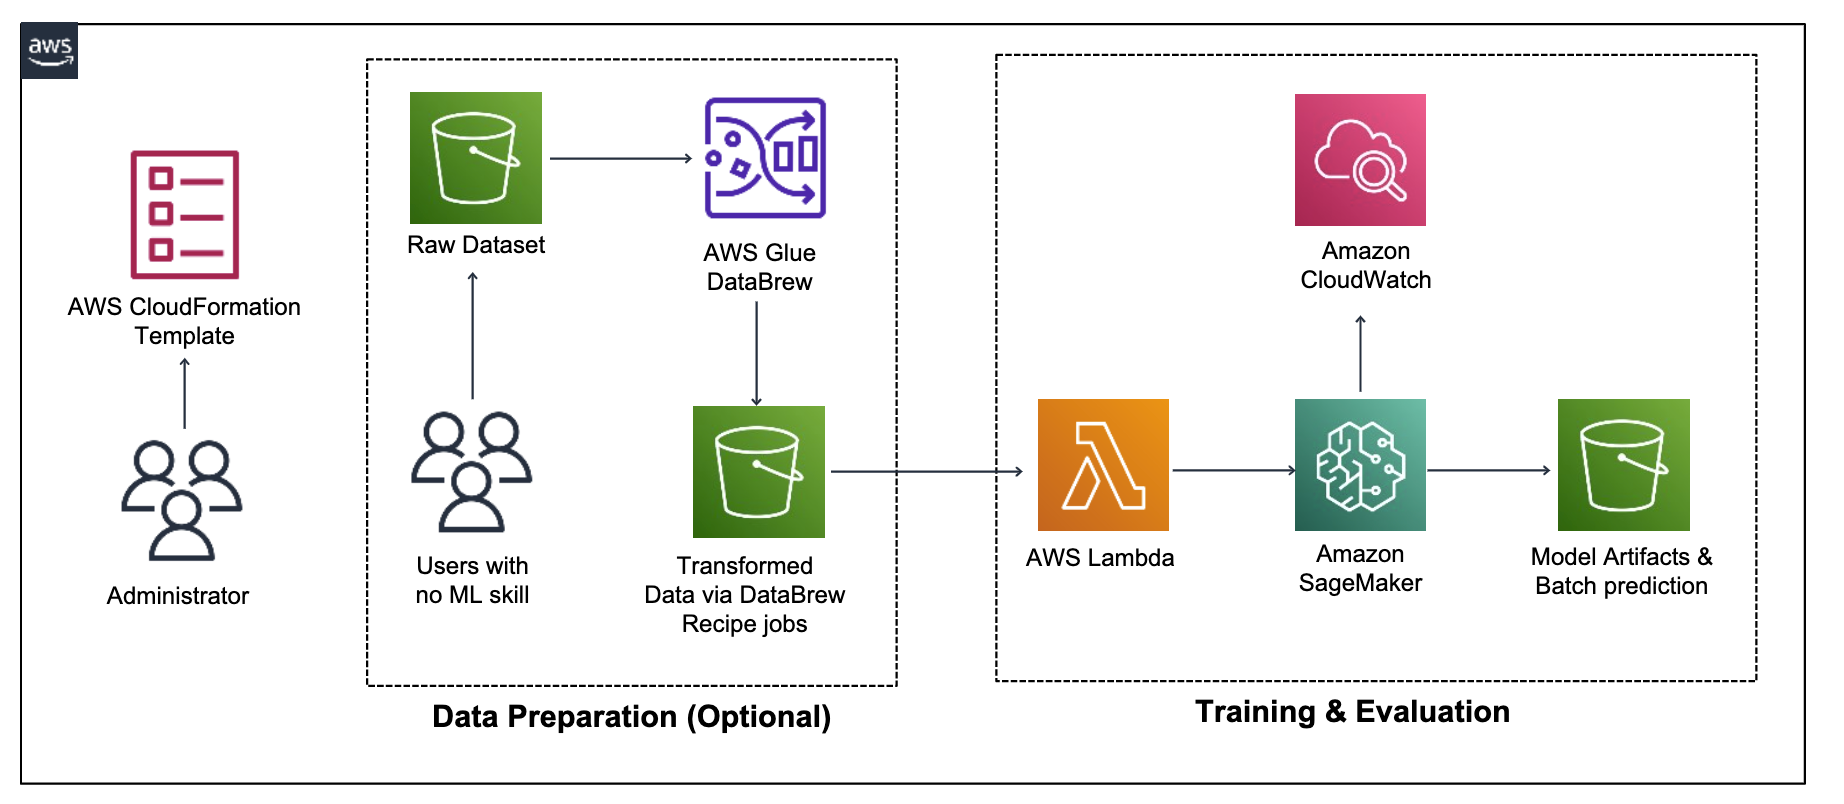 aws
AWS CloudFormation
Template
Administrator
Raw Dataset
AWS Glue
DataBrew
Users with
no ML skill
Transformed
Data via DataBrew
Recipe jobs
Data Preparation (Optional)
Amazon
CloudWatch
AWS Lambda
Amazon
SageMaker
Model Artifacts &
Batch prediction
Training & Evaluation